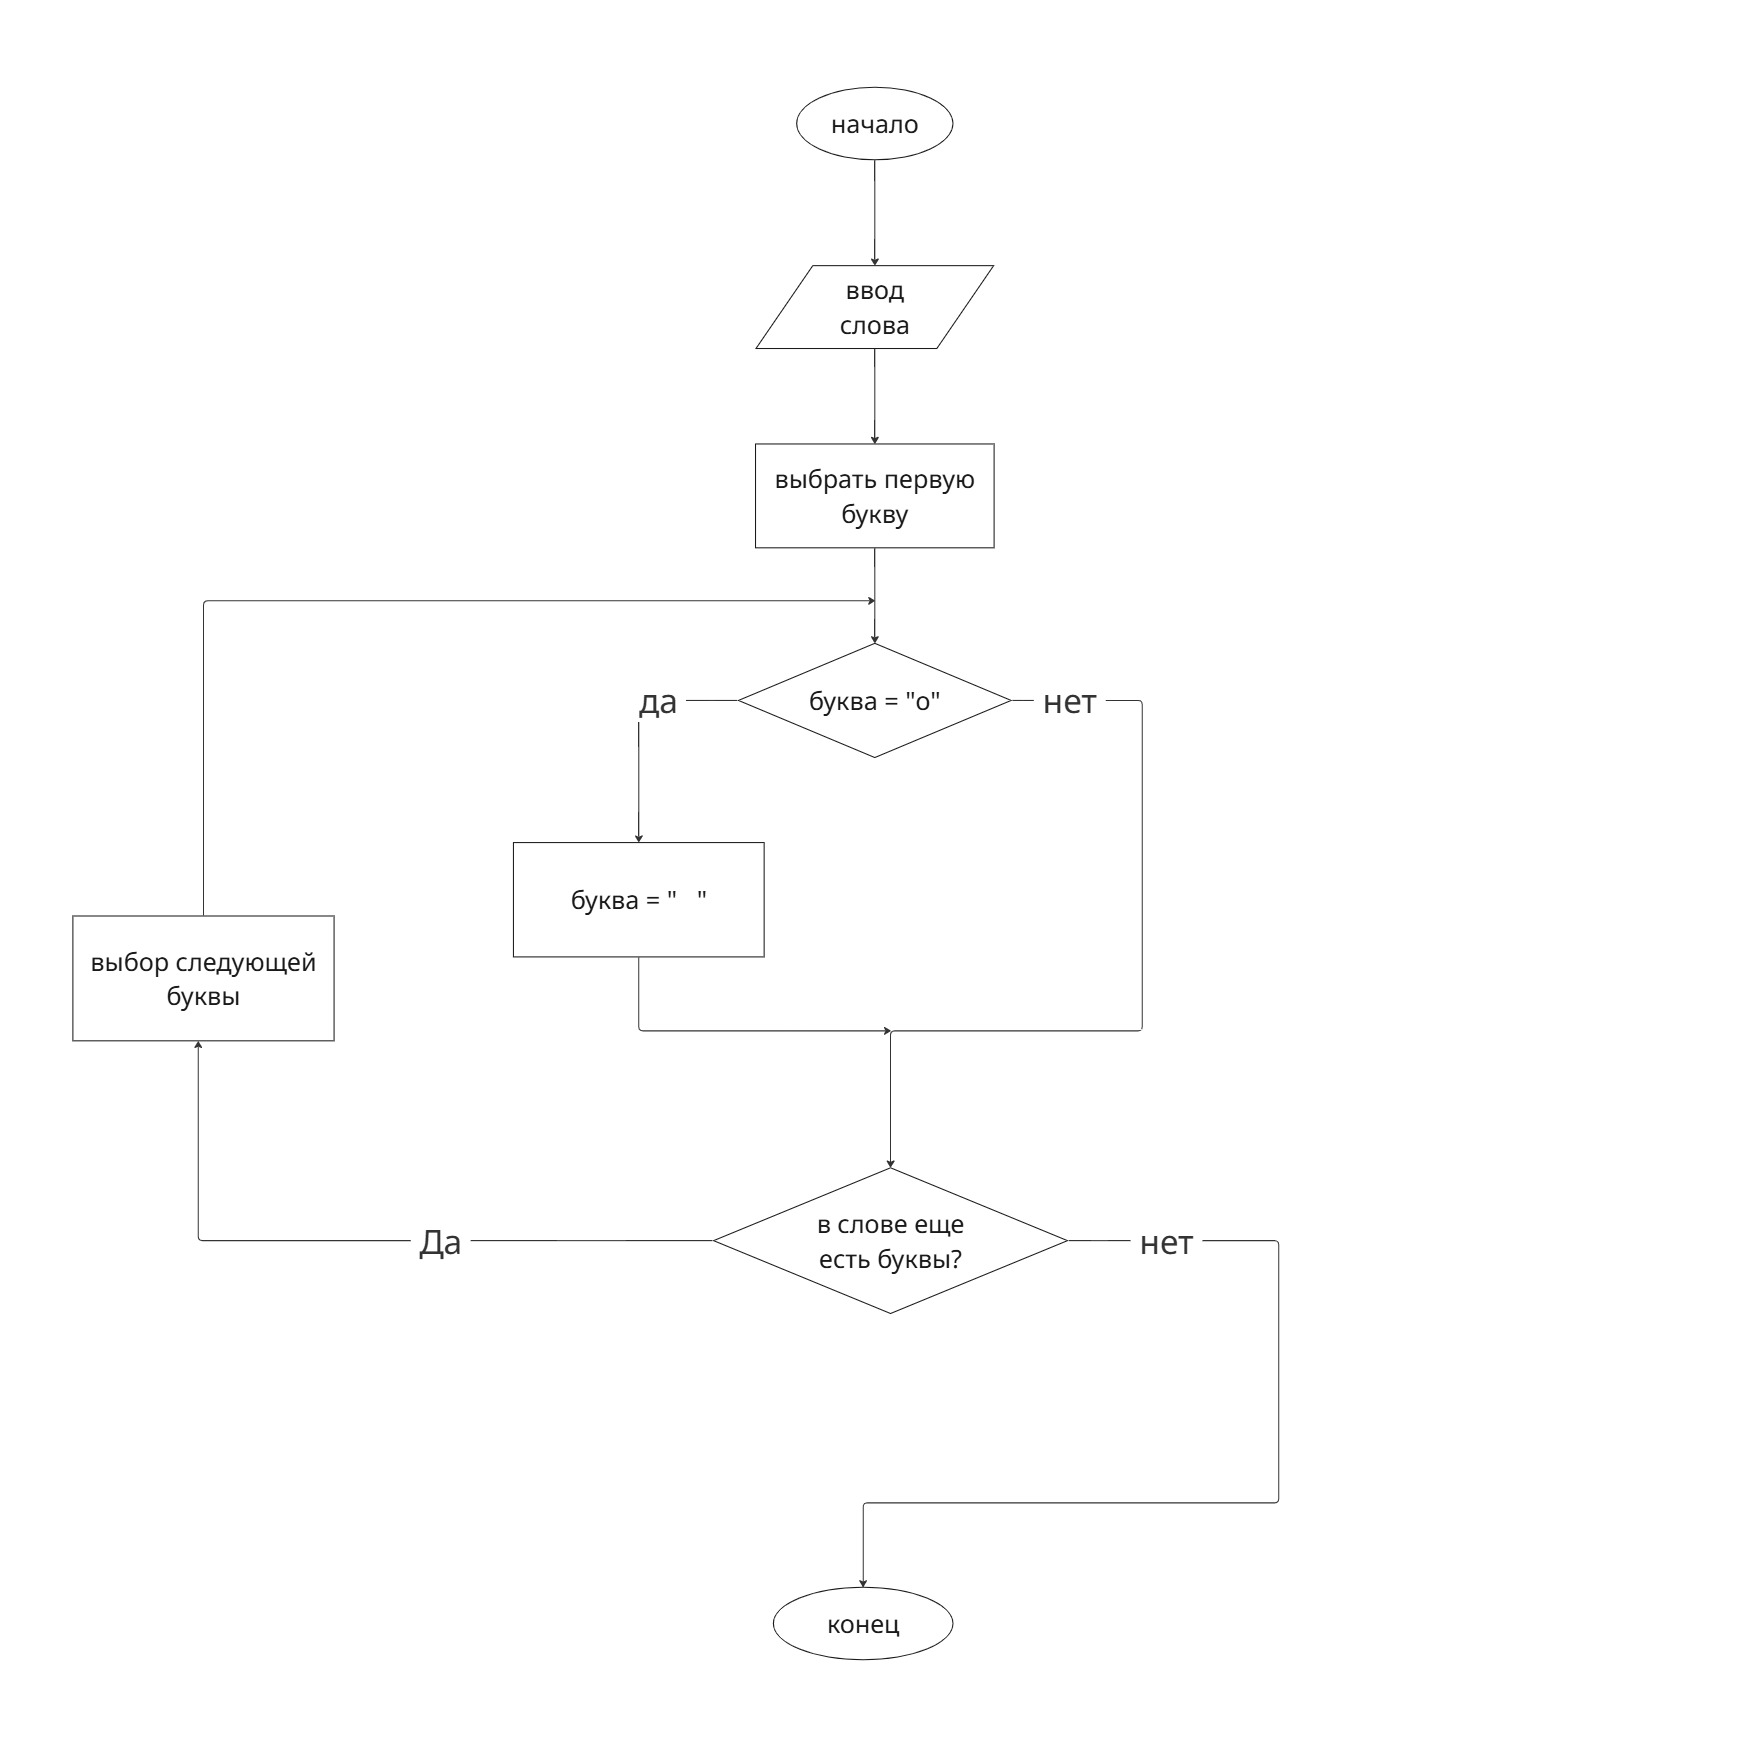 начало
ввод
слова
выбрать первую
букву
буква = "о"
да
нет
буква = "   "
выбор следующей
буквы
в слове еще
есть буквы?
Да
нет
конец